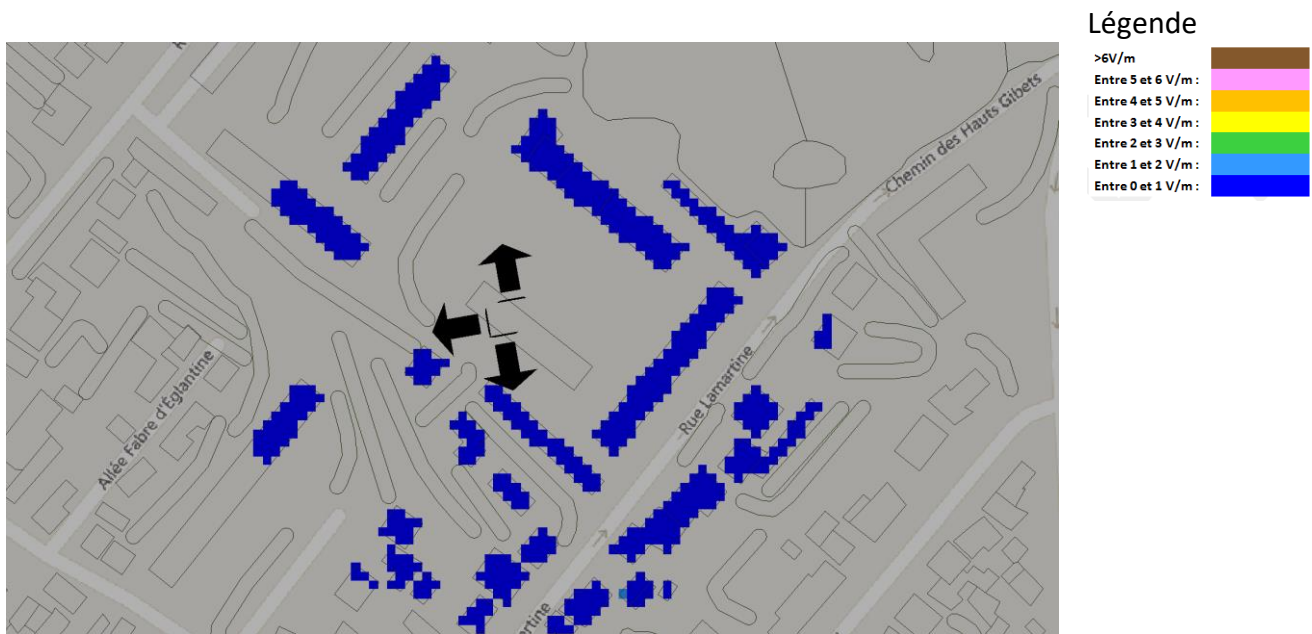 Légende
>6V/m
Entre 5 et 6 V/m :
Entre 4 et 5 V/m :
Entre 3 et 4 V/m :
Entre 2 et 3 V/m :
Entre 1 et 2 V/m :
Entre 0 et 1 V/m :
Chemin des Hauts Gibets
Rue Lamartine
Allée Fabre d'Églantine
artine